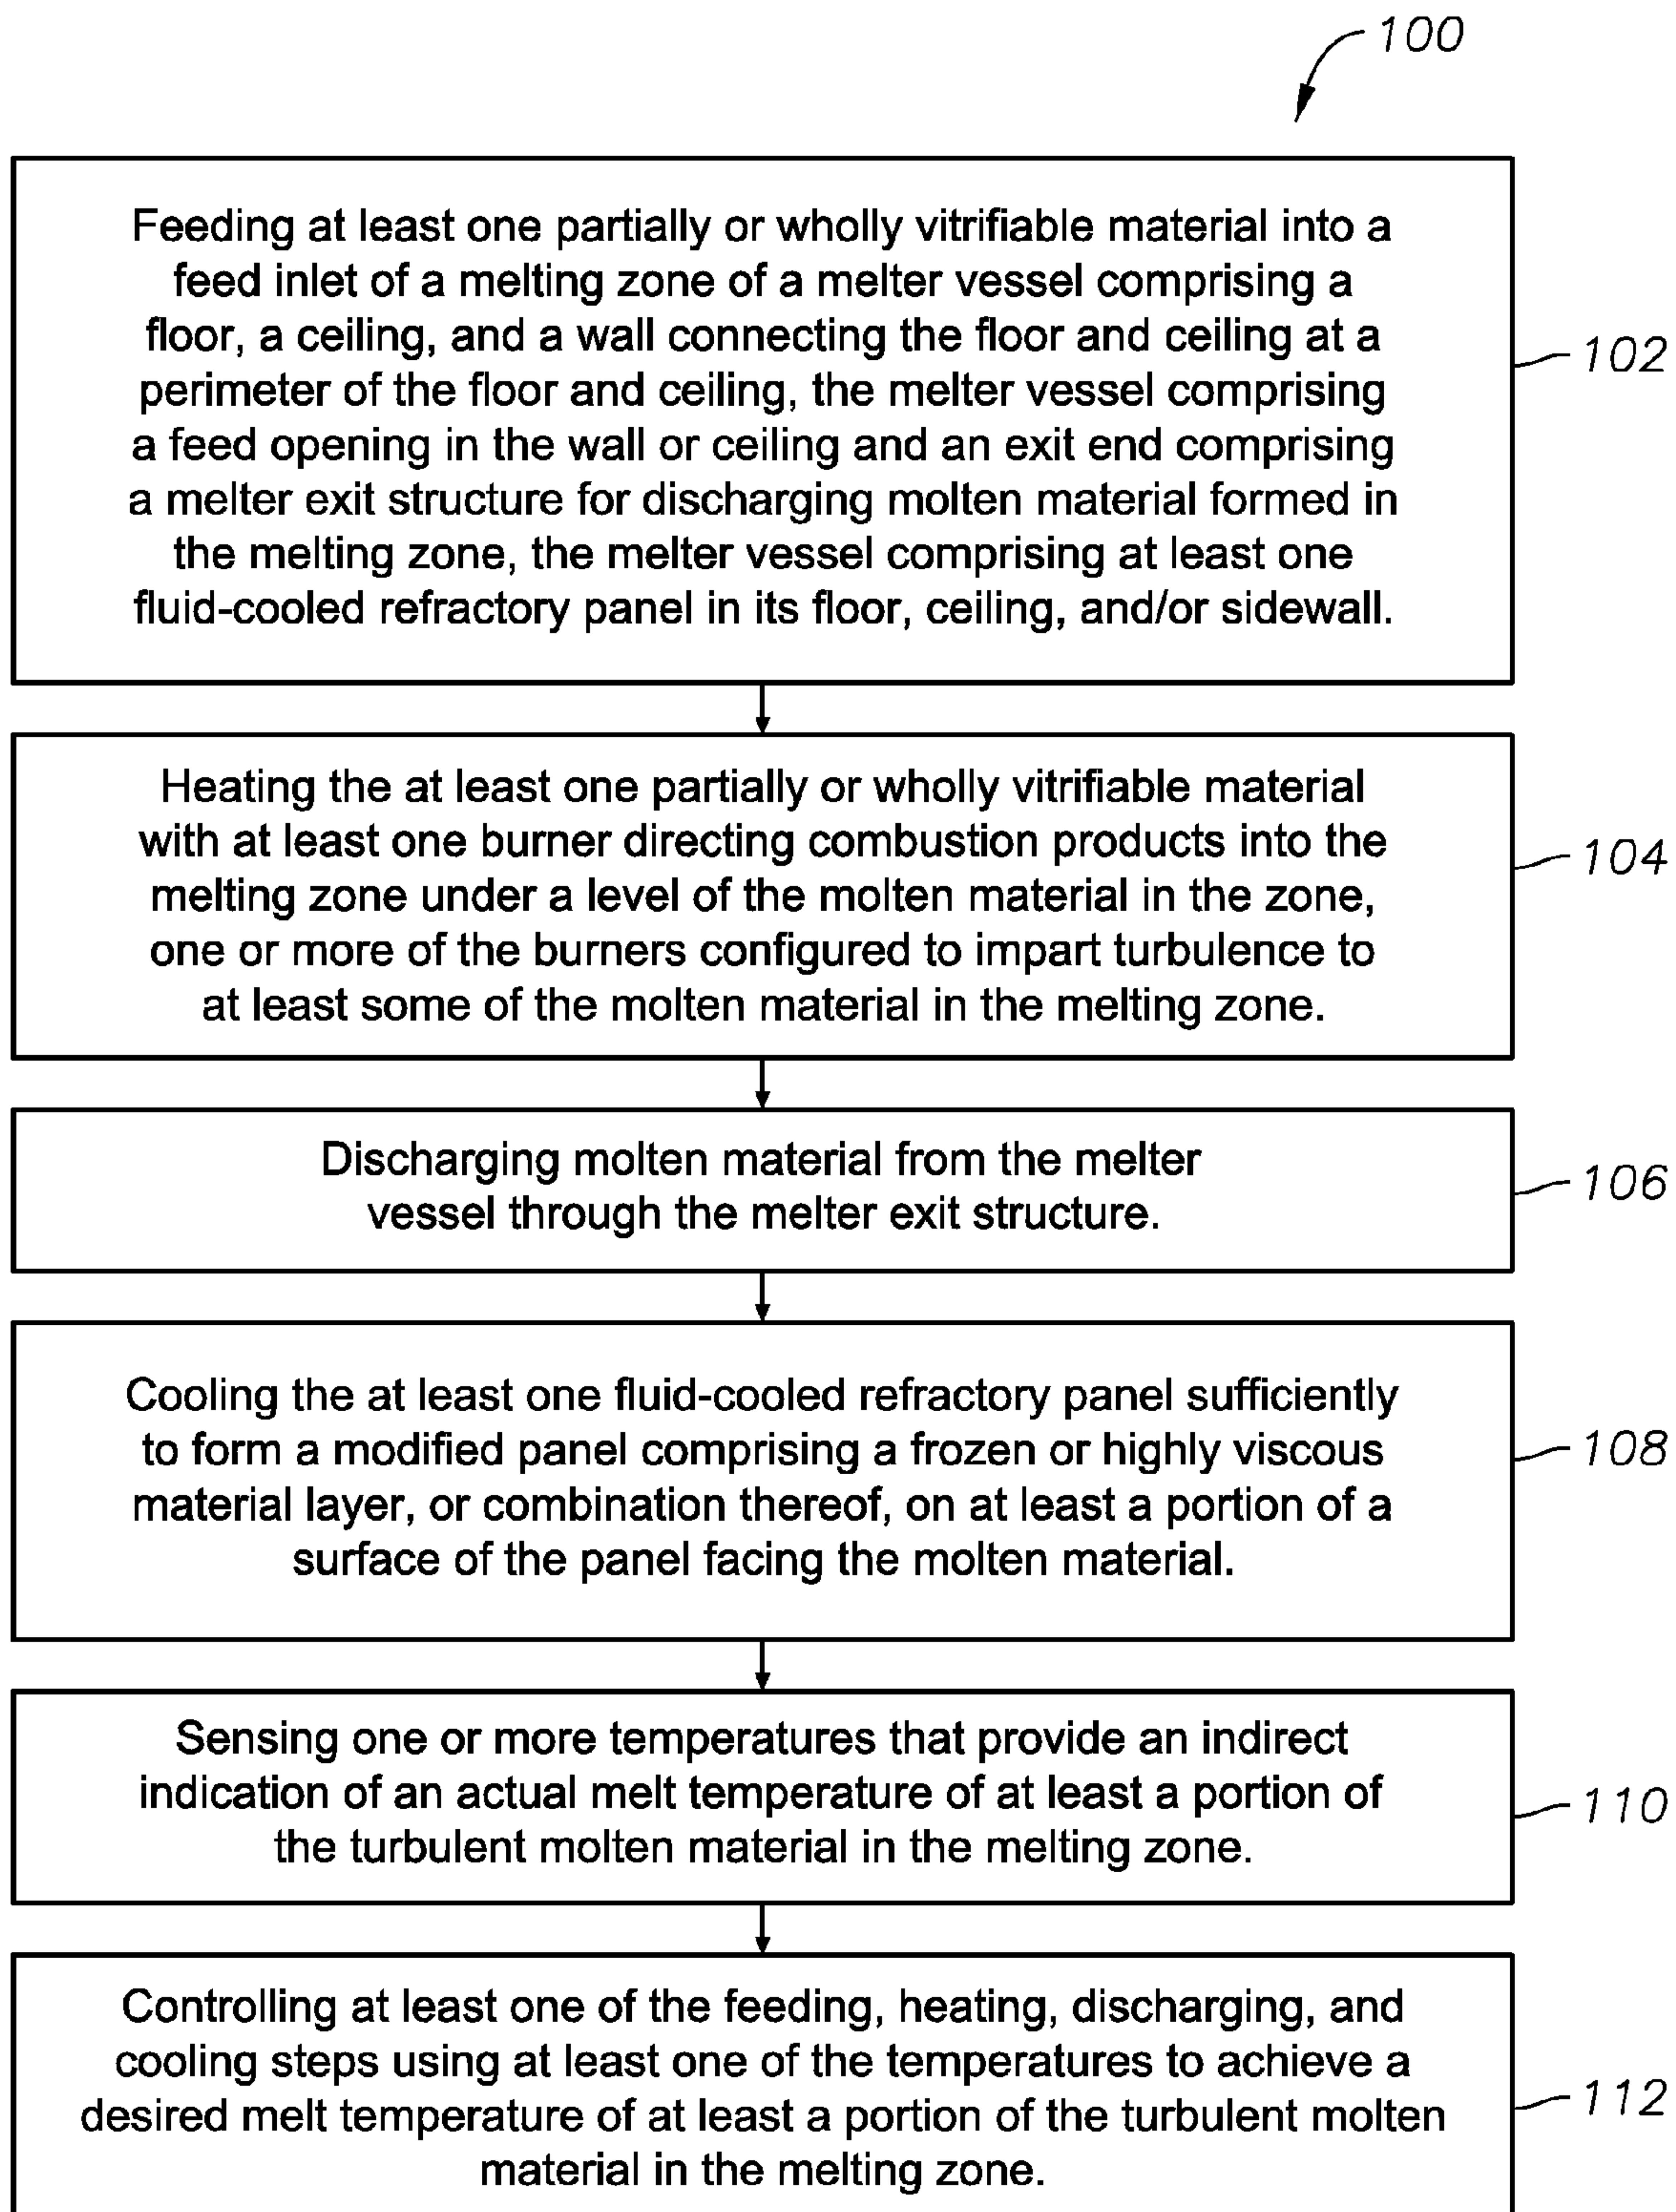 100
Feeding at least one partially or wholly vitrifiable material into a
feed inlet of a melting zone of a melter vessel comprising a
floor, a ceiling, and a wall connecting the floor and ceiling at a
perimeter of the floor and ceiling, the melter vessel comprising
a feed opening in the wall or ceiling and an exit end comprising
a melter exit structure for discharging molten material formed in
the melting zone, the melter vessel comprising at least one
fluid-cooled refractory panel in its floor, ceiling, and/or sidewall.
102
Heating the at least one partially or wholly vitrifiable material
with at least one burner directing combustion products into the
melting zone under a level of the molten material in the zone,
one or more of the burners configured to impart turbulence to
at least some of the molten material in the melting zone.
104
Discharging molten material from the melter
vessel through the melter exit structure.
106
Cooling the at least one fluid-cooled refractory panel sufficiently
to form a modified panel comprising a frozen or highly viscous
material layer, or combination thereof, on at least a portion of a
surface of the panel facing the molten material.
108
Sensing one or more temperatures that provide an indirect
indication of an actual melt temperature of at least a portion of
the turbulent molten material in the melting zone.
110
Controlling at least one of the feeding, heating, discharging, and
cooling steps using at least one of the temperatures to achieve a
desired melt temperature of at least a portion of the turbulent molten
material in the melting zone.
112